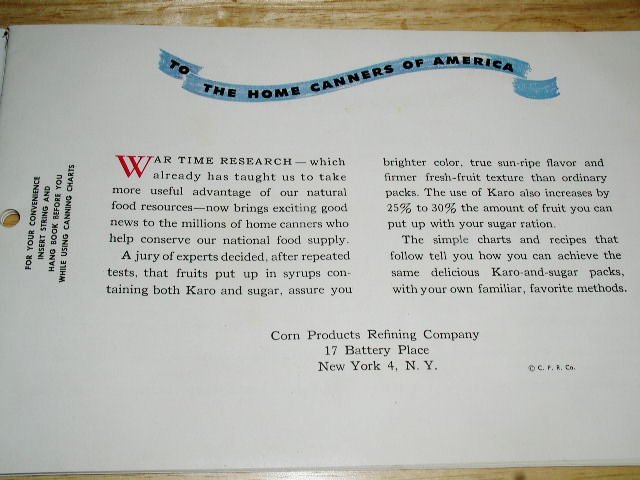 TO THE HOME CANNERS OF AMERICA
FOR YOUR CONVENIENCE
INSERT STRING AND
HANG BOOK BEFORE YOU
WHILE USING CANNING CHARTS
WAR TIME RESEARCH — which
already has taught us to take
more useful advantage of our natural
food resources—now brings exciting good
news to the millions of home canners who
help conserve our national food supply.
A jury of experts decided, after repeated
tests, that fruits put up in syrups con-
taining both Karo and sugar, assure you
brighter color, true sun-ripe flavor and
firmer fresh-fruit texture than ordinary
packs. The use of Karo also increases by
25% to 30% the amount of fruit you can
put up with your sugar ration.
The simple charts and recipes that
follow tell you how you can achieve the
same delicious Karo-and-sugar packs,
with your own familiar, favorite methods.
Corn Products Refining Company
17 Battery Place
New York 4, N. Y.
© C. P. R. Co.